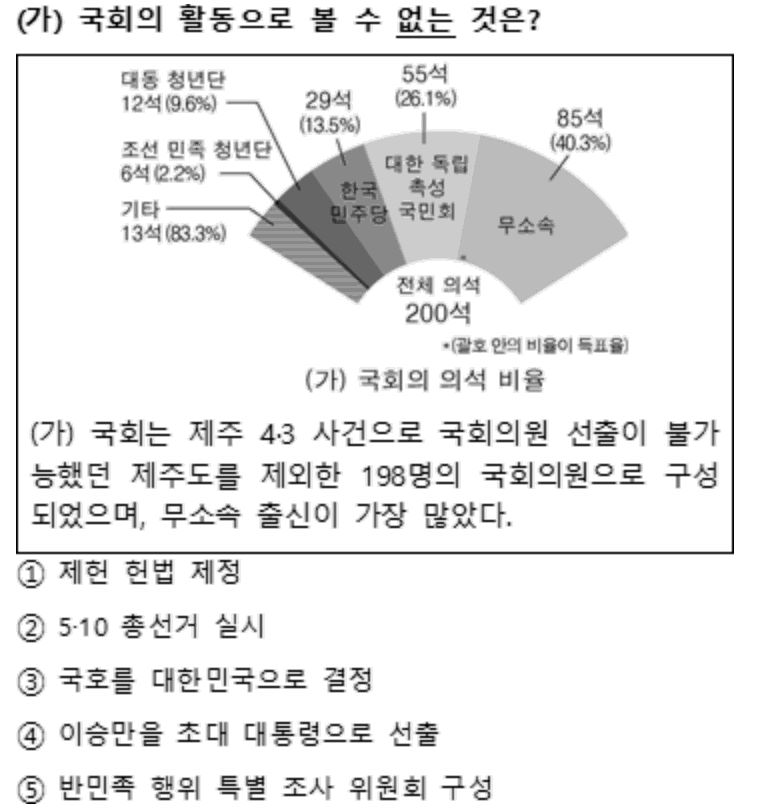 (가) 국회의 활동으로 볼 수 없는 것은?
대동 청년단
12석(9.6%)
조선 민족 청년단
6석(2.2%)
기타
13석(83.3%)
29석
(13.5%)
55석
(26.1%)
85석
(40.3%)
한국
민주당
대한 독립
촉성
국민회
무소속
전체 의석
200석
*(괄호 안의 비율이 득표율)
(가) 국회의 의석 비율
(가) 국회는 제주 4·3 사건으로 국회의원 선출이 불가
능했던 제주도를 제외한 198명의 국회의원으로 구성
되었으며, 무소속 출신이 가장 많았다.
① 제헌 헌법 제정
② 5·10 총선거 실시
③ 국호를 대한민국으로 결정
④ 이승만을 초대 대통령으로 선출
⑤ 반민족 행위 특별 조사 위원회 구성